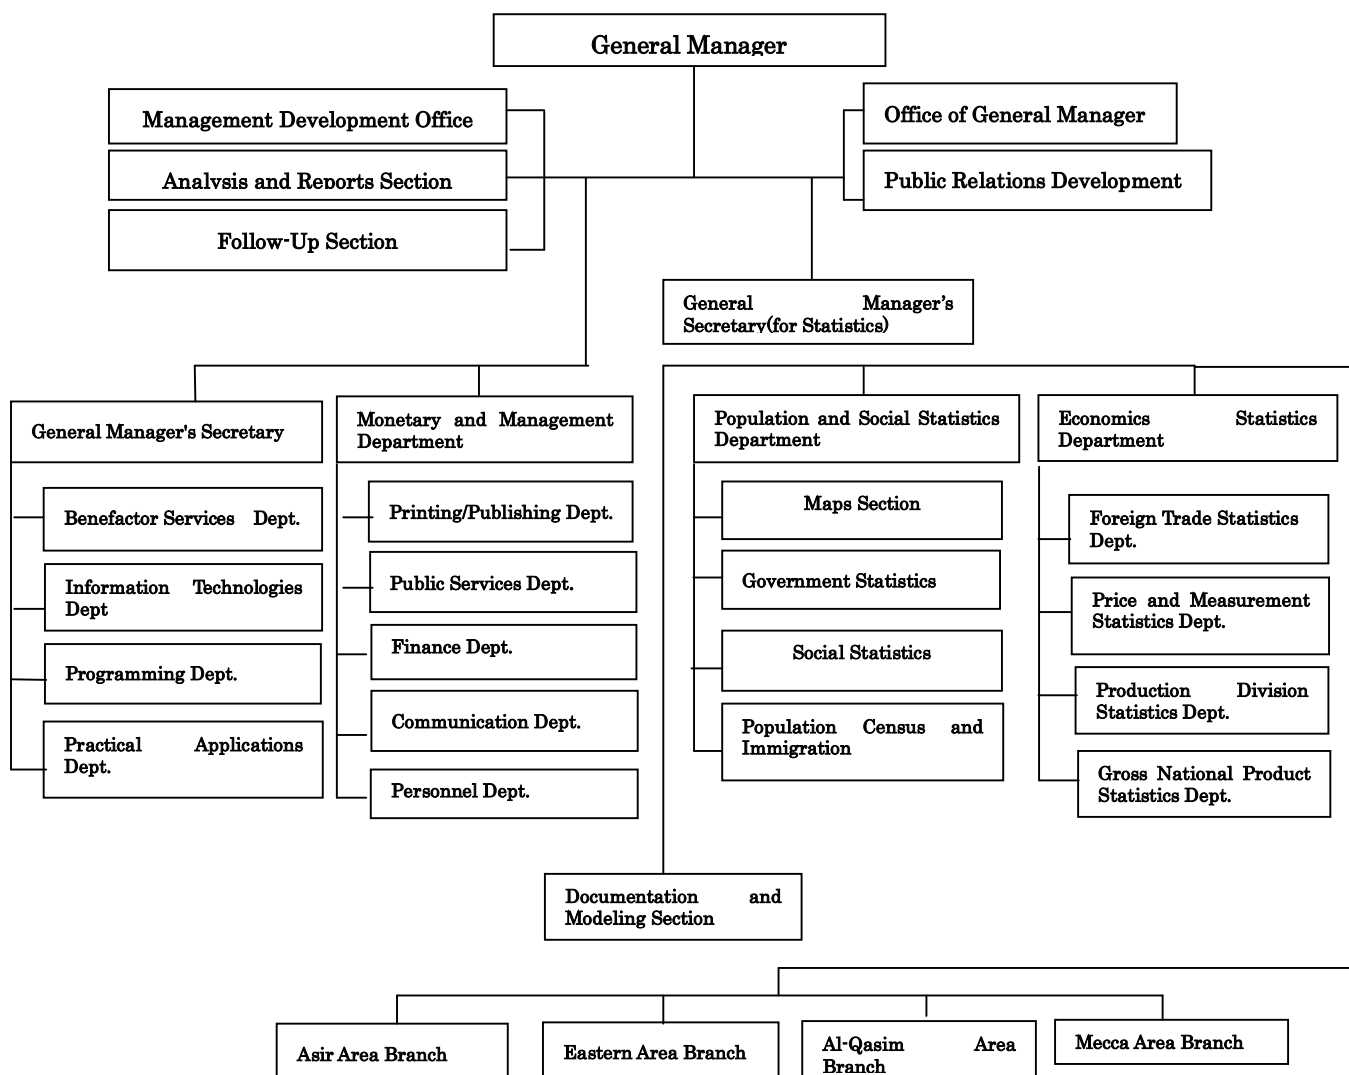 General Manager
Management Development Office
Office of General Manager
Analysis and Reports Section
Public Relations Development
Follow-Up Section
General Manager's
Secretary(for Statistics)
General Manager's Secretary
Monetary and Management
Department
Population and Social Statistics
Department
Economics Statistics
Department
Benefactor Services Dept.
Information Technologies
Dept
Programming Dept.
Practical Applications
Dept.
Printing/Publishing Dept.
Public Services Dept.
Finance Dept.
Communication Dept.
Personnel Dept.
Maps Section
Government Statistics
Social Statistics
Population Census and
Immigration
Foreign Trade Statistics
Dept.
Price and Measurement
Statistics Dept.
Production Division
Statistics Dept.
Gross National Product
Statistics Dept.
Documentation and
Modeling Section
Asir Area Branch
Eastern Area Branch
Al-Qasim Area
Branch
Mecca Area Branch